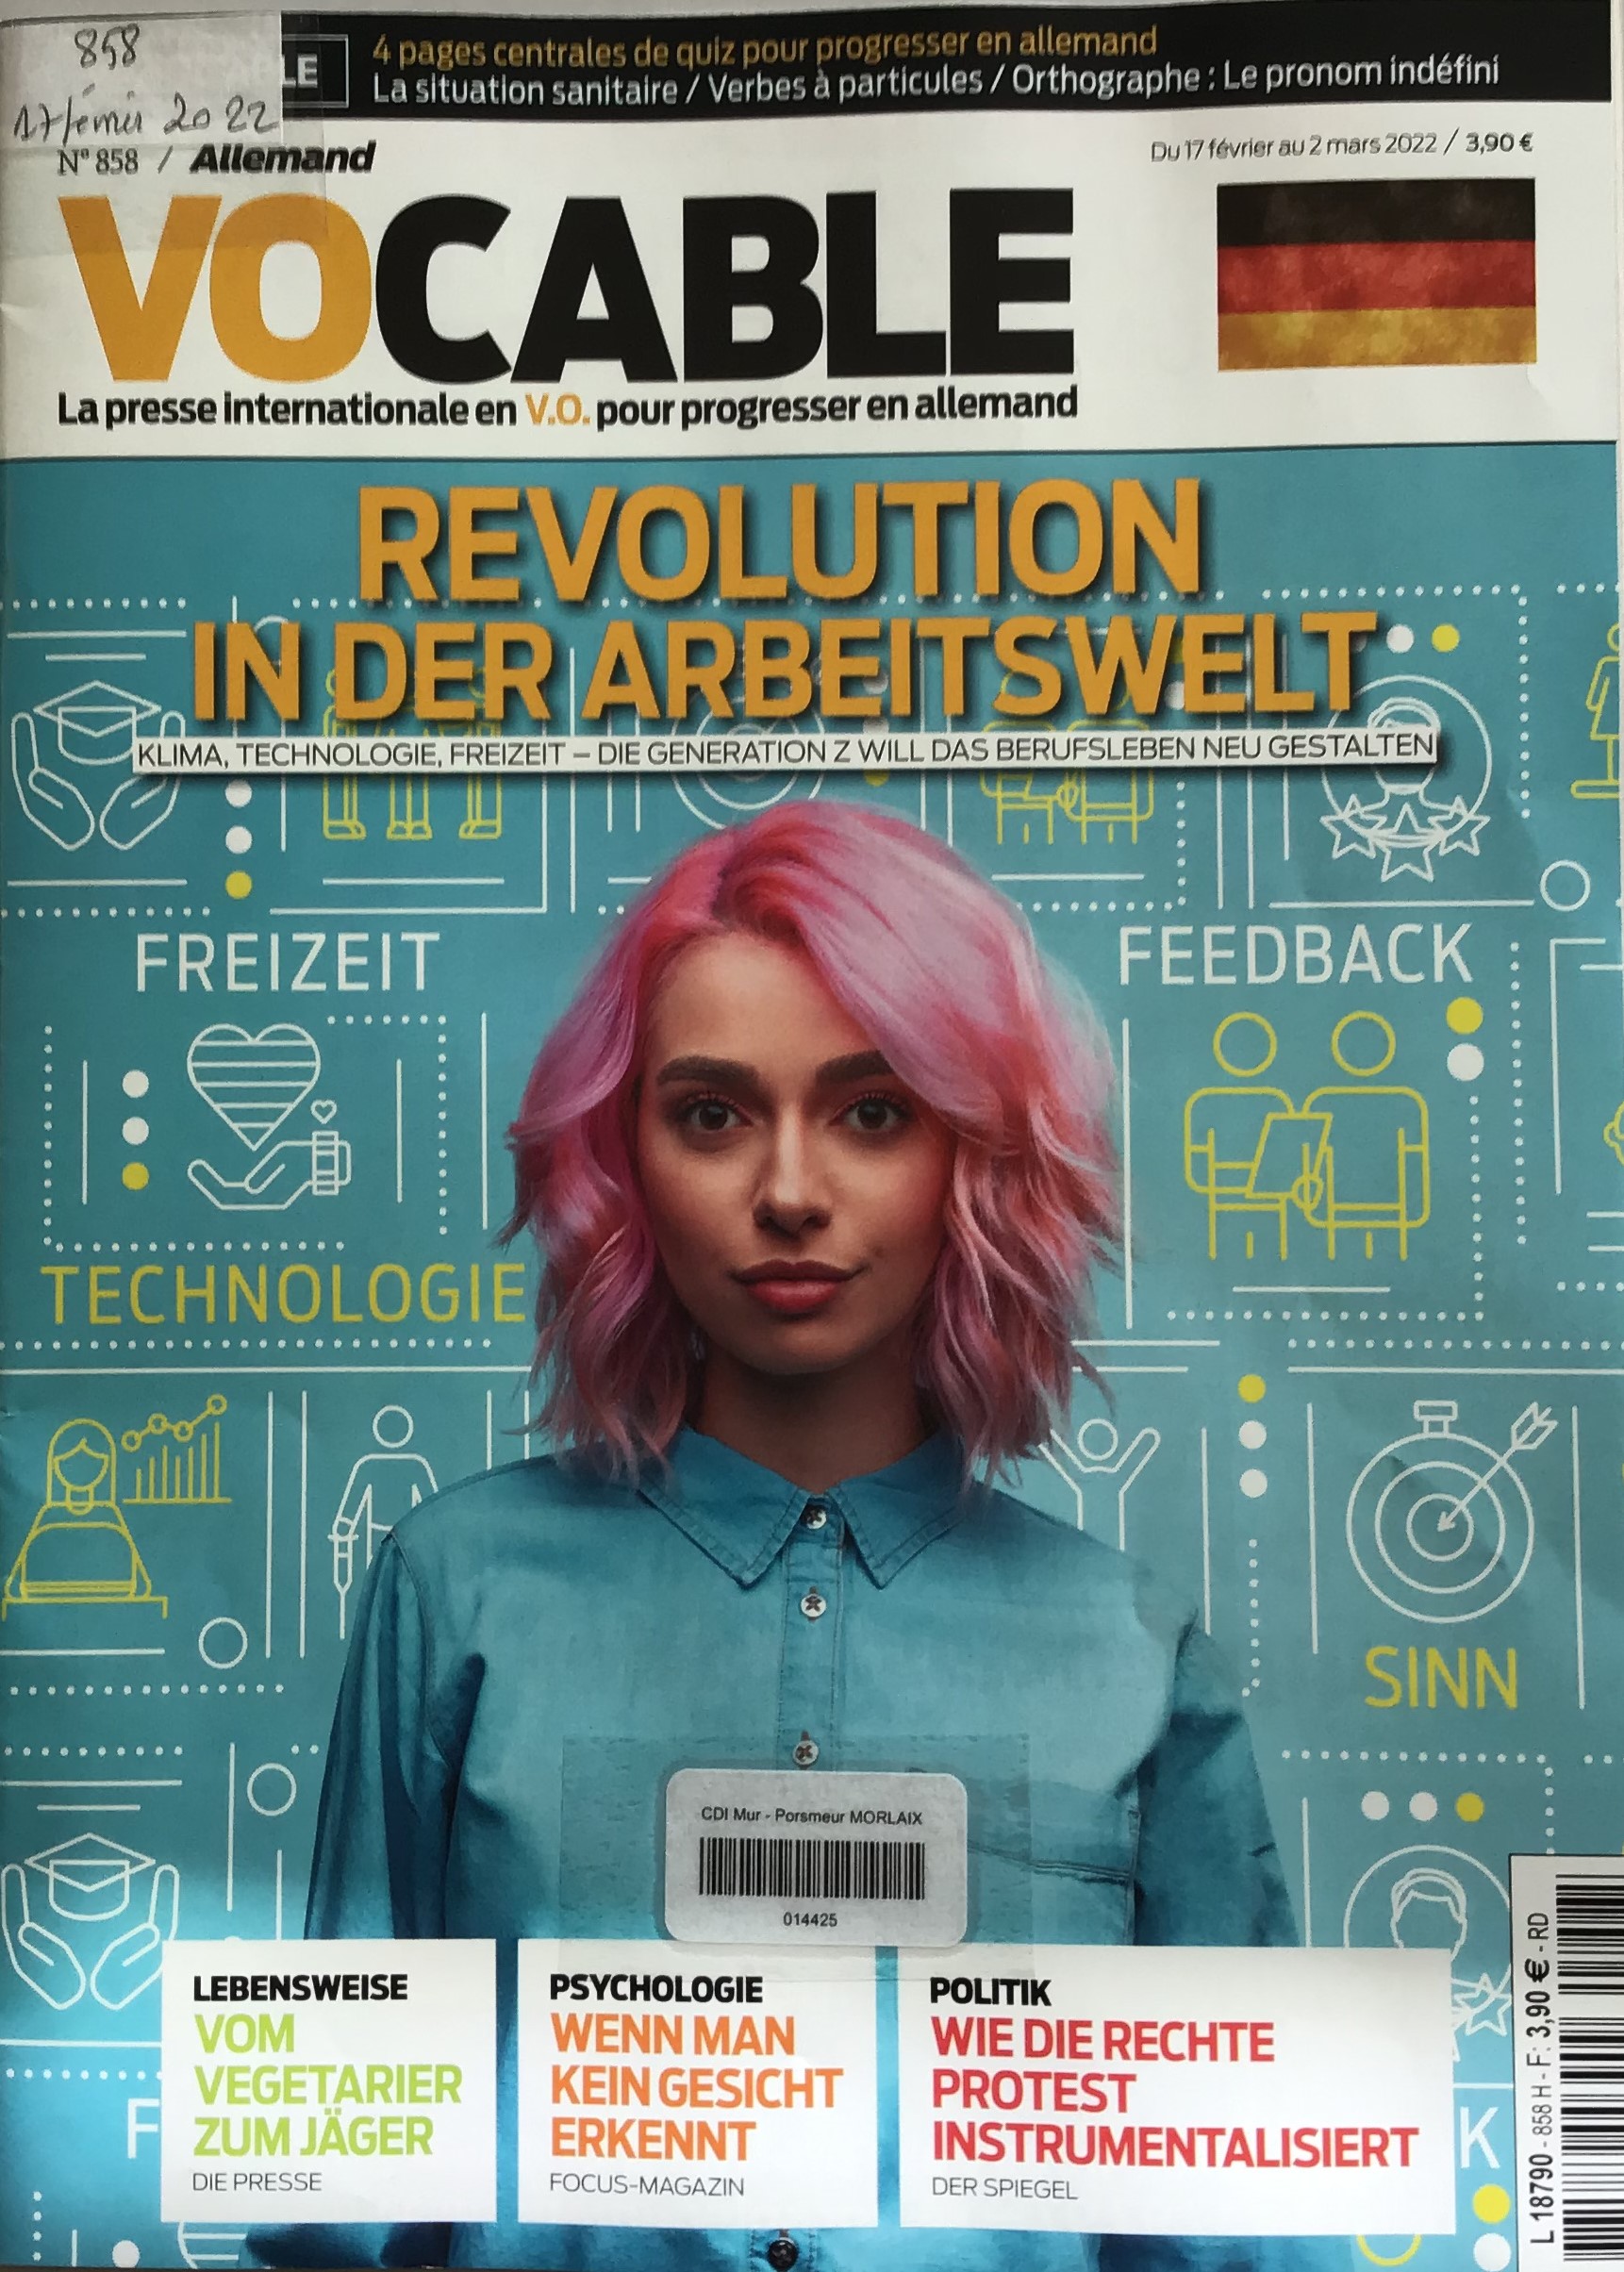 858
17 février 2022
LE
4 pages centrales de quiz pour progresser en allemand
La situation sanitaire / Verbes à particules / Orthographe : Le pronom indéfini
N° 858 / Allemand
Du 17 février au 2 mars 2022 / 3,90 €
VOCABLE
La presse internationale en V.O. pour progresser en allemand
REVOLUTION
IN DER ARBEITSWELT
KLIMA, TECHNOLOGIE, FREIZEIT – DIE GENERATION Z WILL DAS BERUFSLEBEN NEU GESTALTEN
FREIZEIT
FEEDBACK
TECHNOLOGIE
SINN
CDI Mur - Porsmeur MORLAIX
014425
LEBENSWEISE
VOM
VEGETARIER
ZUM JÄGER
DIE PRESSE
PSYCHOLOGIE
WENN MAN
KEIN GESICHT
ERKENNT
FOCUS-MAGAZIN
POLITIK
WIE DIE RECHTE
PROTEST
INSTRUMENTALISIERT
DER SPIEGEL
F
K
L 18790 - 858 H - F: 3,90 € - RD